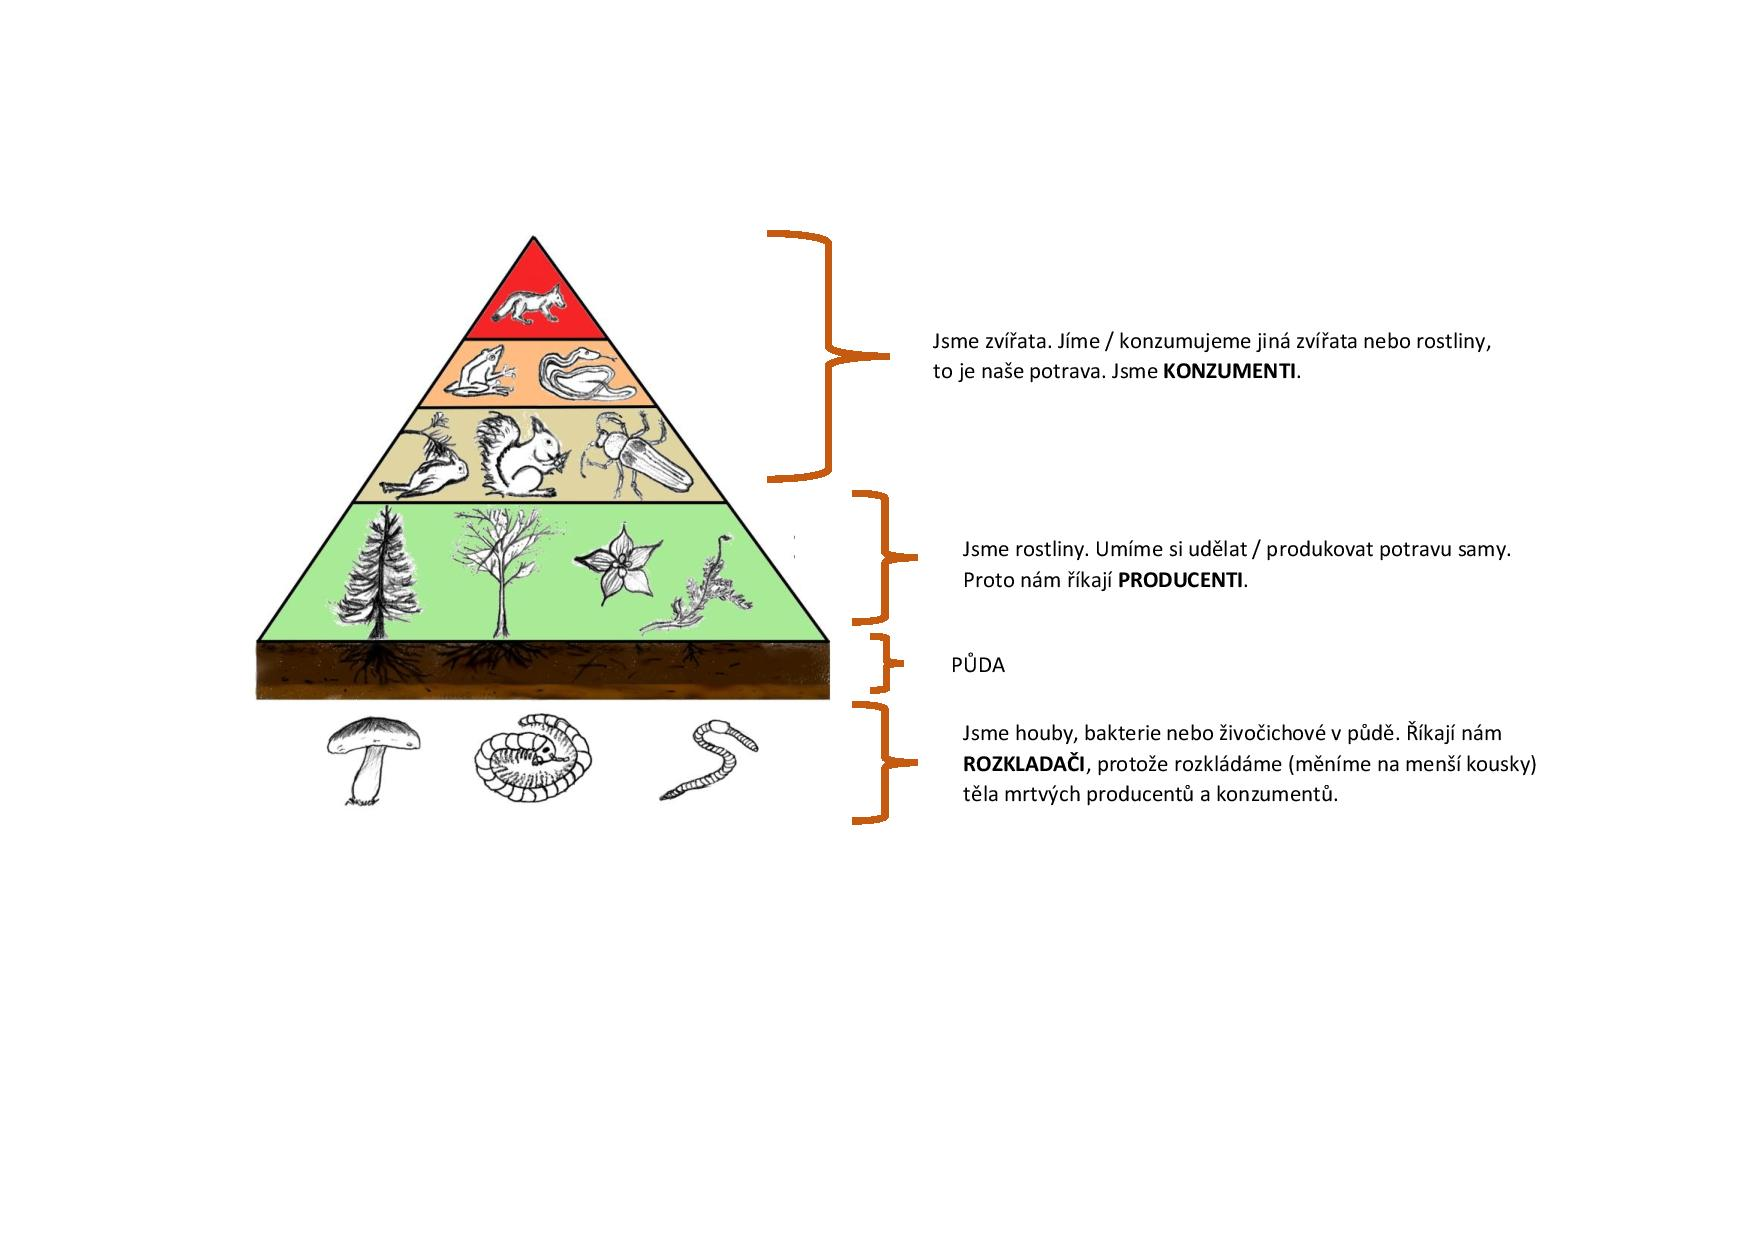 Jsme zvířata. Jíme / konzumujeme jiná zvířata nebo rostliny,
to je naše potrava. Jsme KONZUMENTI.
Jsme rostliny. Umíme si udělat / produkovat potravu samy.
Proto nám říkají PRODUCENTI.
PŮDA
Jsme houby, bakterie nebo živočichové v půdě. Říkají nám
ROZKLADAČI, protože rozkládáme (měníme na menší kousky)
těla mrtvých producentů a konzumentů.